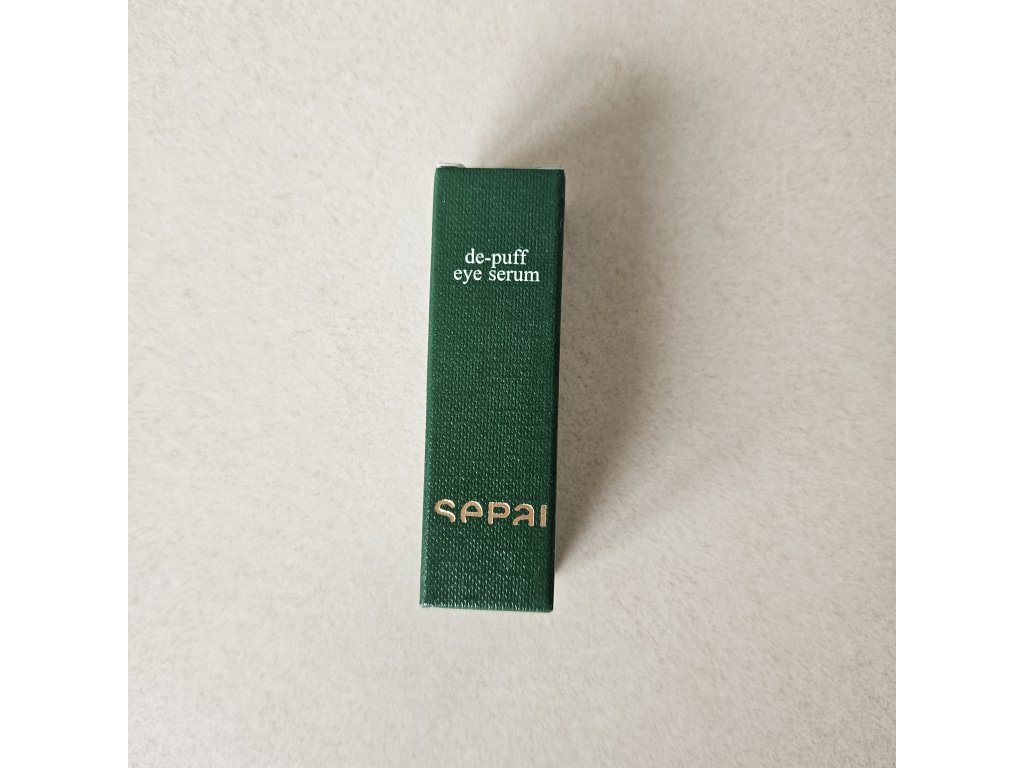 de-puff
eye serum
sepai